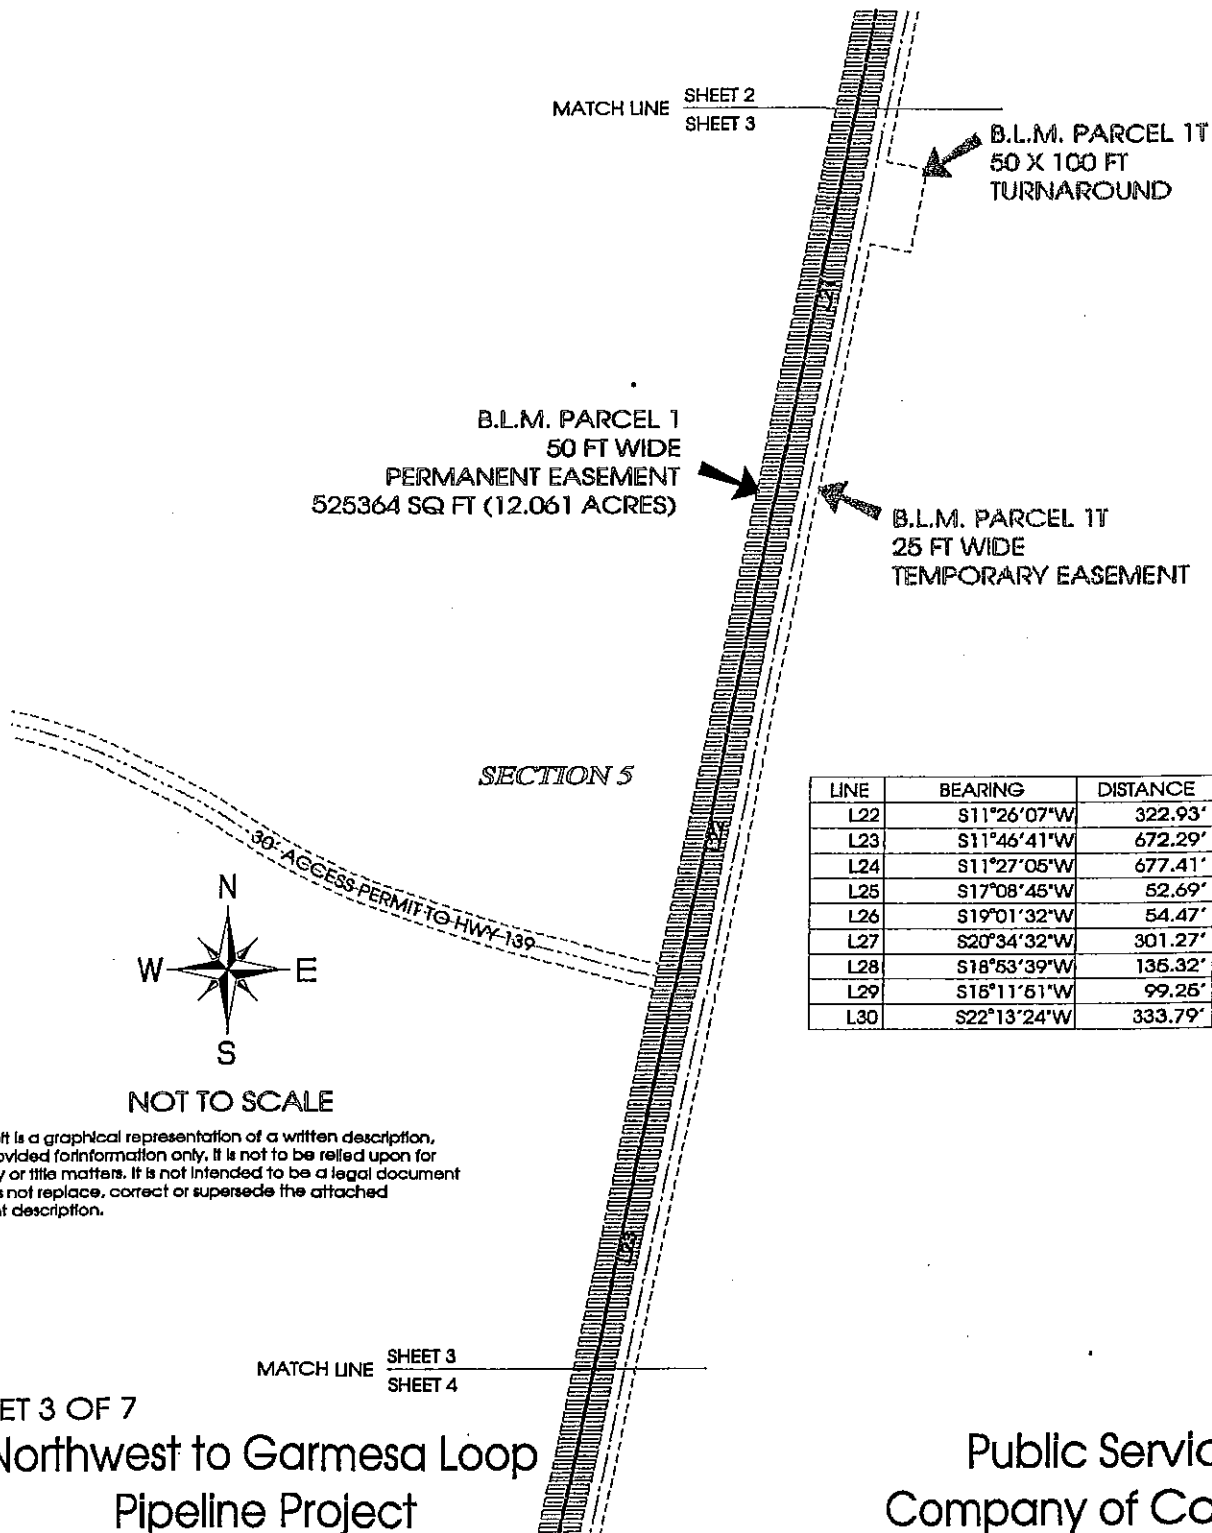 MATCH LINE SHEET 2
SHEET 3
B.L.M. PARCEL 1T
50 X 100 FT
TURNAROUND
L21
B.L.M. PARCEL 1
50 FT WIDE
PERMANENT EASEMENT
525364 SQ FT (12.061 ACRES)
B.L.M. PARCEL 1T
25 FT WIDE
TEMPORARY EASEMENT
SECTION 5
30' ACCESS PERMIT TO HWY 139
LINE BEARING DISTANCE
L22 S11°26'07"W 322.93'
L23 S11°46'41"W 672.29'
L24 S11°27'05"W 677.41'
L25 S17°08'45"W 52.69'
L26 S19°01'32"W 54.47'
L27 S20°34'32"W 301.27'
L28 S18°53'39"W 135.32'
L29 S15°11'51"W 99.25'
L30 S22°13'24"W 333.79'
N
W E
S
NOT TO SCALE
it is a graphical representation of a written description,
ovided forinformation only. It is not to be relied upon for
y or title matters. It is not intended to be a legal document
s not replace, correct or supersede the attached
t description.
L23
MATCH LINE SHEET 3
SHEET 4
ET 3 OF 7
Northwest to Garmesa Loop
Pipeline Project
Public Servic
Company of Co